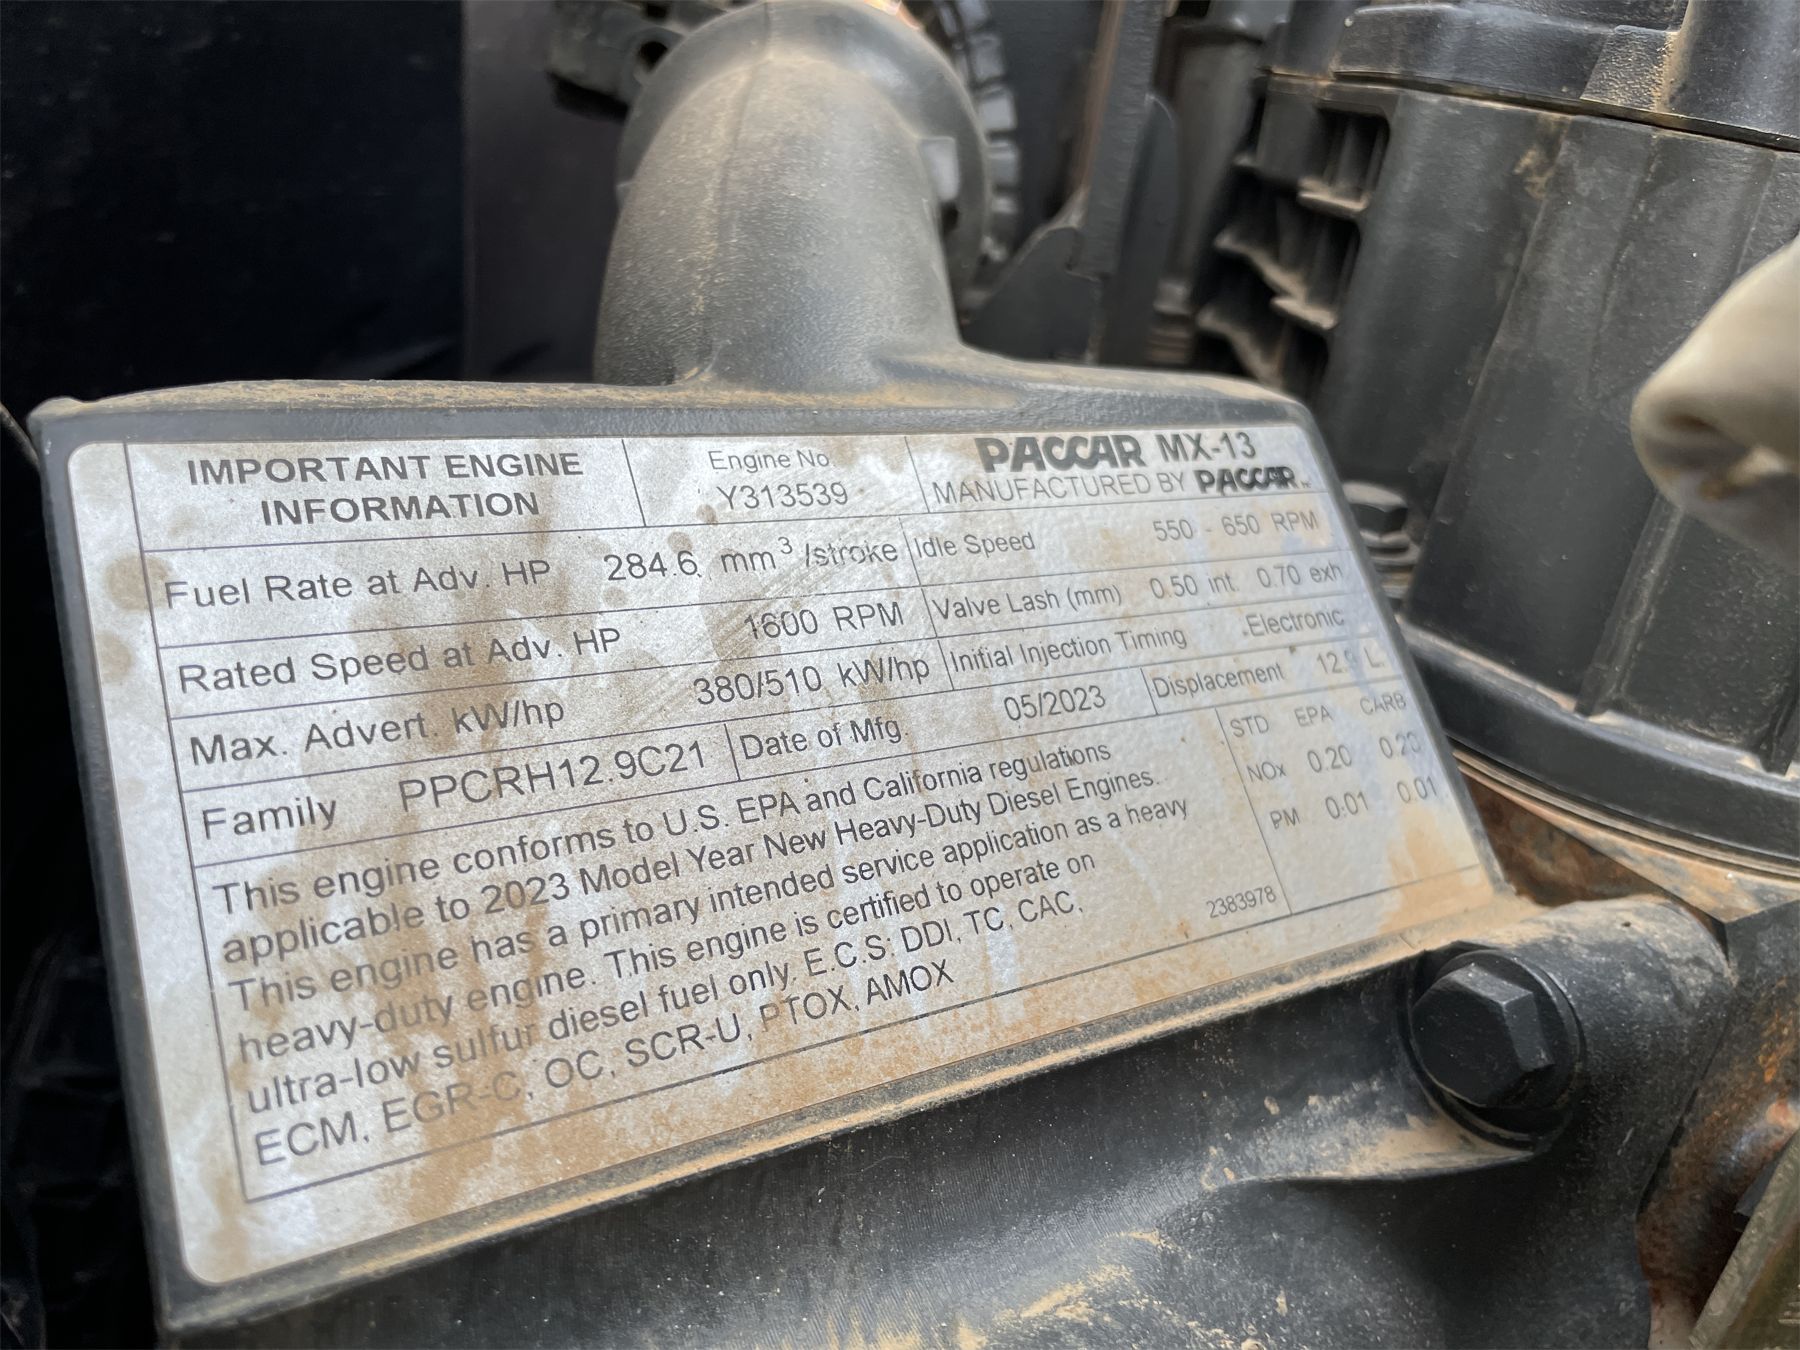 IMPORTANT ENGINE
INFORMATION
Engine No.
Y313539
PACCAR MX-13
MANUFACTURED BY PACCAR
Fuel Rate at Adv. HP 284.6 mm³ /stroke
Idle Speed 550 - 650 RPM
Rated Speed at Adv. HP 1600 RPM
Valve Lash (mm) 0.50 int. 0.70 exh
Max. Advert. kW/hp 380/510 kW/hp
Initial Injection Timing Electronic
Family PPCRH12.9C21
Date of Mfg 05/2023
Displacement 12.9 L.
This engine conforms to U.S. EPA and California regulations
applicable to 2023 Model Year New Heavy-Duty Diesel Engines.
This engine has a primary intended service application as a heavy
heavy-duty engine. This engine is certified to operate on
ultra-low sulfur diesel fuel only. E.C.S: DDI, TC, CAC,
ECM, EGR-C, OC, SCR-U, PTOX, AMOX
STD EPA CARB
NOx 0.20 0.20
PM 0.01 0.01
2383978